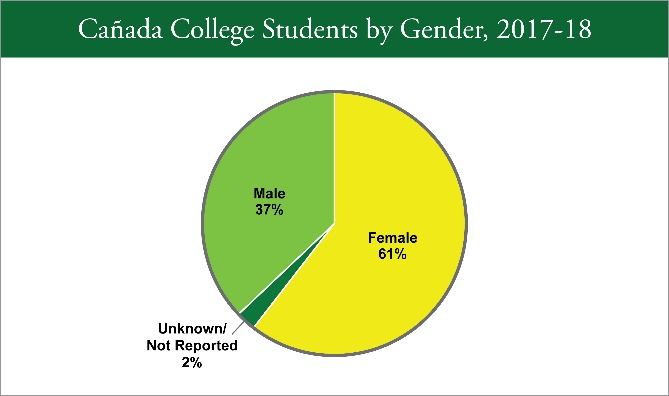 Cañada College Students by Gender, 2017-18
Male
37%
Female
61%
Unknown/
Not Reported
2%